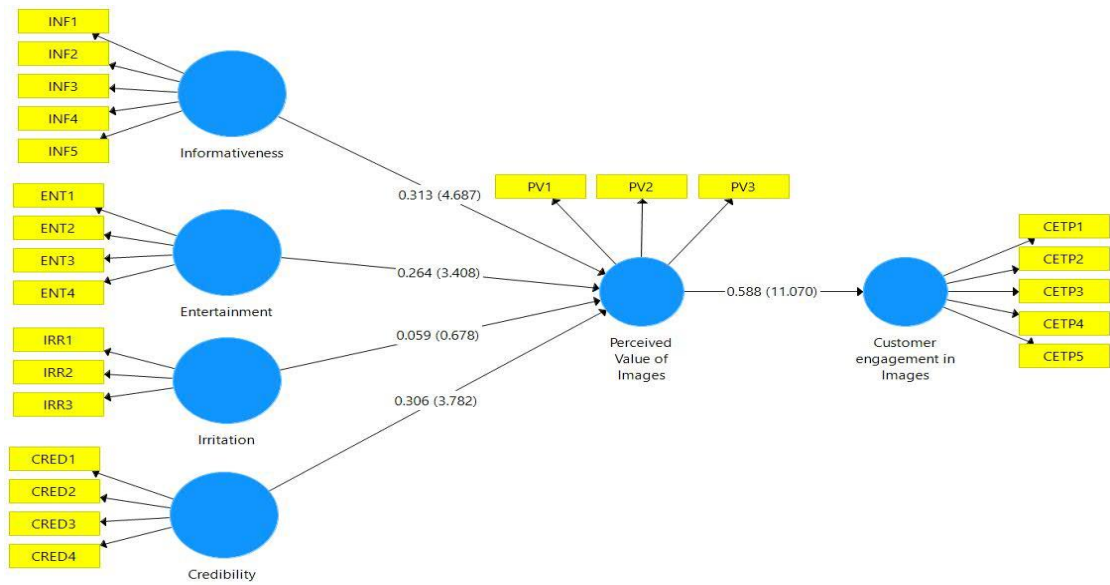 INF1
INF2
INF3
INF4
INF5
Informativeness
ENT1
ENT2
ENT3
ENT4
Entertainment
IRR1
IRR2
IRR3
Irritation
CRED1
CRED2
CRED3
CRED4
Credibility
0.313 (4.687)
0.264 (3.408)
0.059 (0.678)
0.306 (3.782)
PV1
PV2
PV3
Perceived
Value of
Images
0.588 (11.070)
Customer
engagement in
Images
CETP1
CETP2
CETP3
CETP4
CETP5